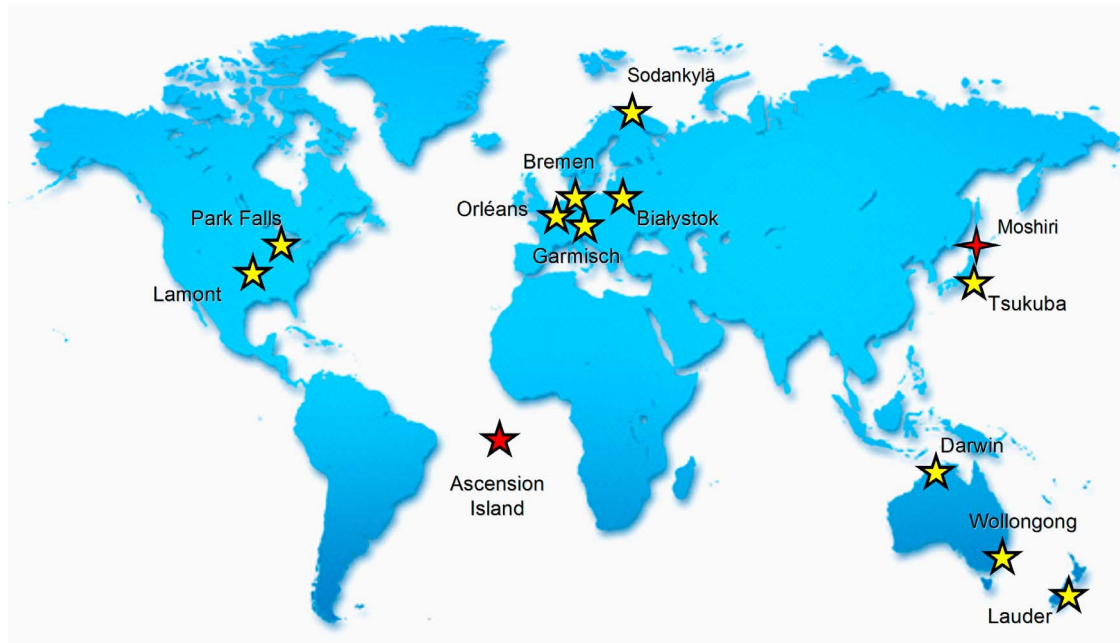 Sodankylä
Bremen
Orléans
Białystok
Garmisch
Park Falls
Lamont
Moshiri
Tsukuba
Ascension
Island
Darwin
Wollongong
Lauder